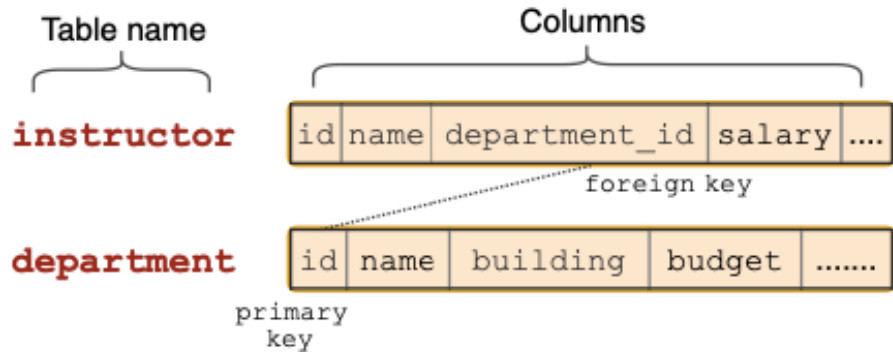 Table name
Columns
instructor
id name department_id salary ....
foreign key
department
id name building budget .......
primary
key